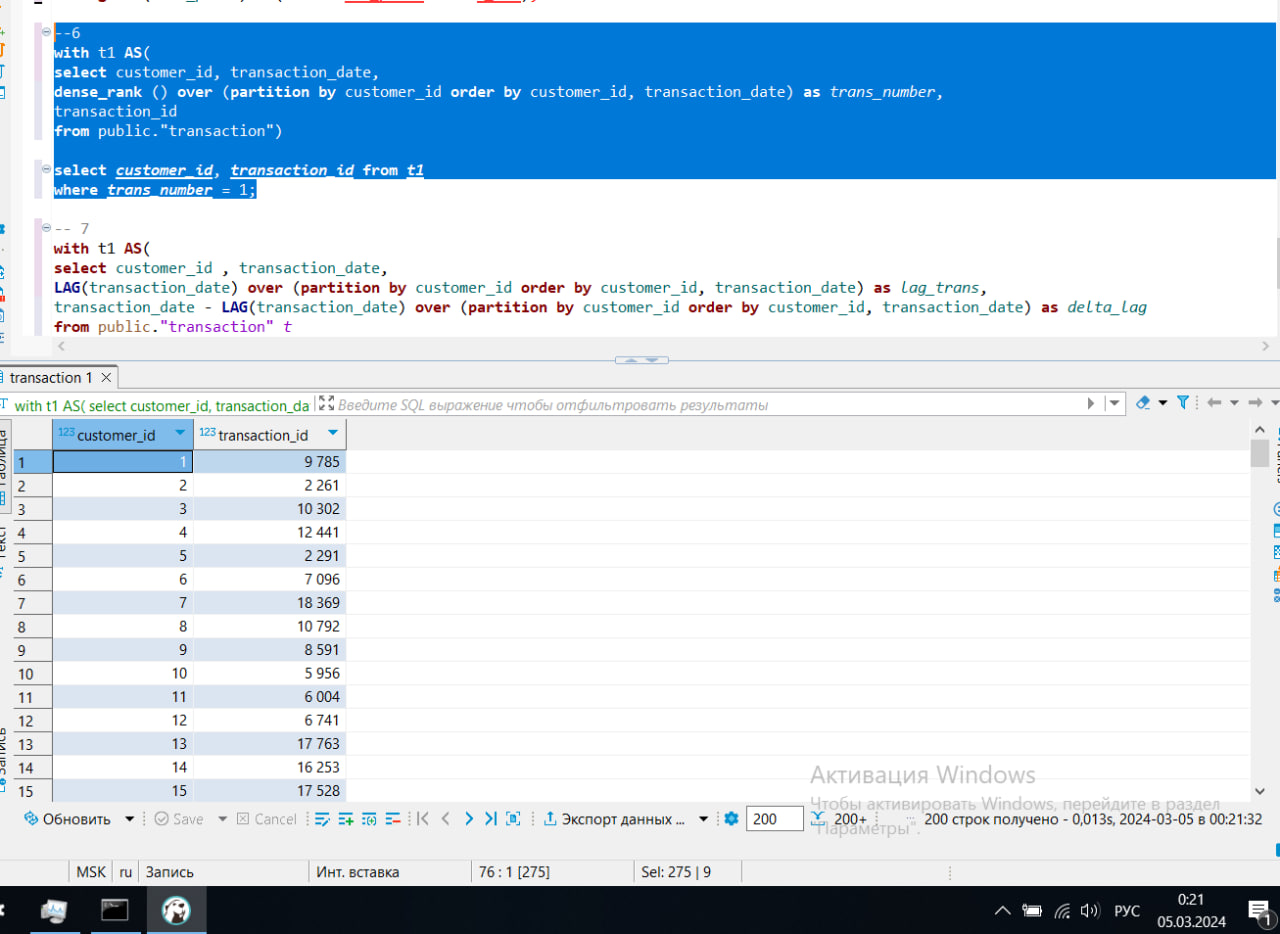 --6
with t1 AS(
select customer_id, transaction_date,
dense_rank () over (partition by customer_id order by customer_id, transaction_date) as trans_number,
transaction_id
from public."transaction")
select customer_id, transaction_id from t1
where trans_number = 1;
-- 7
with t1 AS(
select customer_id , transaction_date,
LAG(transaction_date) over (partition by customer_id order by customer_id, transaction_date) as lag_trans,
transaction_date - LAG(transaction_date) over (partition by customer_id order by customer_id, transaction_date) as delta_lag
from public."transaction" t
transaction 1
with t1 AS( select customer_id, transaction_da
Введите SQL выражение чтобы отфильтровать результаты
Таблица
Текст
Запись
123 customer_id 123 transaction_id
1 1 9 785
2 2 2 261
3 3 10 302
4 4 12 441
5 5 2 291
6 6 7 096
7 7 18 369
8 8 10 792
9 9 8 591
10 10 5 956
11 11 6 004
12 12 6 741
13 13 17 763
14 14 16 253
15 15 17 528
Активация Windows
Чтобы активировать Windows, перейдите в раздел
"Параметры".
Обновить Save Cancel Экспорт данных ... 200 200+ 200 строк получено - 0,013s, 2024-03-05 в 00:21:32
MSK ru Запись Инт. вставка 76 : 1 [275] Sel: 275 | 9
РУС
0:21
05.03.2024
1